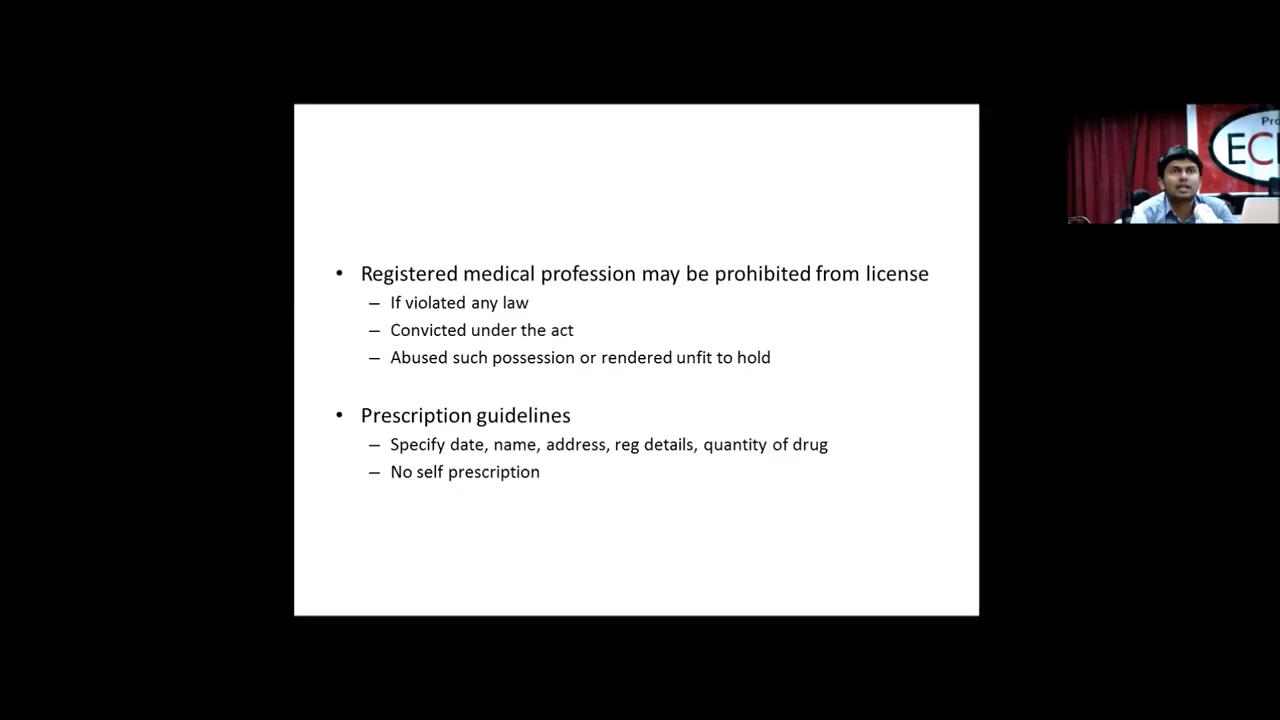 • Registered medical profession may be prohibited from license
– If violated any law
– Convicted under the act
– Abused such possession or rendered unfit to hold
• Prescription guidelines
– Specify date, name, address, reg details, quantity of drug
– No self prescription